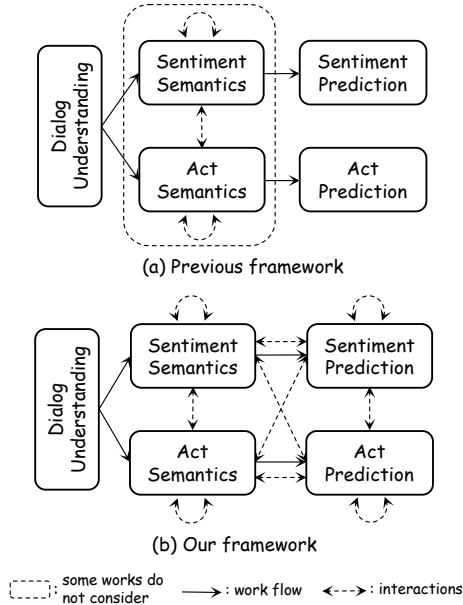 Dialog
Understanding
Sentiment
Semantics
Sentiment
Prediction
Act
Semantics
Act
Prediction
(a) Previous framework
Dialog
Understanding
Sentiment
Semantics
Sentiment
Prediction
Act
Semantics
Act
Prediction
(b) Our framework
: some works do
not consider
: work flow
: interactions